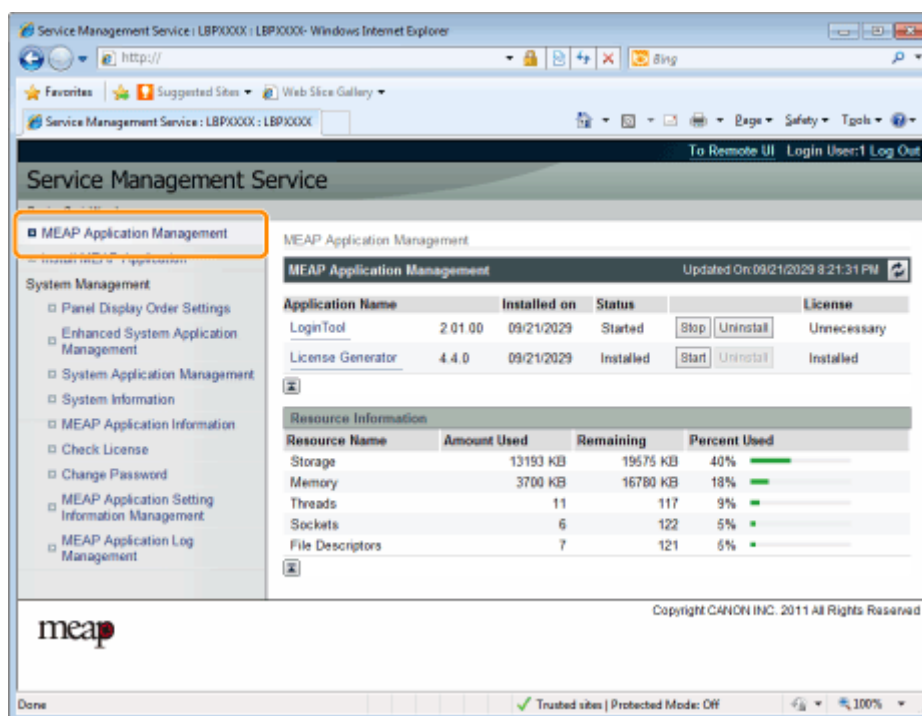 Service Management Service : LBPXXXX : LBPXXXX- Windows Internet Explorer
http://
Bing
Favorites Suggested Sites Web Slice Gallery
Service Management Service : LBPXXXX : LBPXXXX
Page Safety Tools
To Remote UI Login User:1 Log Out
Service Management Service
MEAP Application Management
Install MEAP Application
System Management
Panel Display Order Settings
Enhanced System Application
Management
System Application Management
System Information
MEAP Application Information
Check License
Change Password
MEAP Application Setting
Information Management
MEAP Application Log
Management
MEAP Application Management
MEAP Application Management Updated On:09/21/2029 8:21:31 PM
Application Name Installed on Status License
LoginTool 2.01.00 09/21/2029 Started Stop Uninstall Unnecessary
License Generator 4.4.0 09/21/2029 Installed Start Uninstall Installed
Resource Information
Resource Name Amount Used Remaining Percent Used
Storage 13193 KB 19575 KB 40%
Memory 3700 KB 16780 KB 18%
Threads 11 117 9%
Sockets 6 122 5%
File Descriptors 7 121 6%
Copyright CANON INC. 2011 All Rights Reserved
meap
Done Trusted sites | Protected Mode: Off 100%